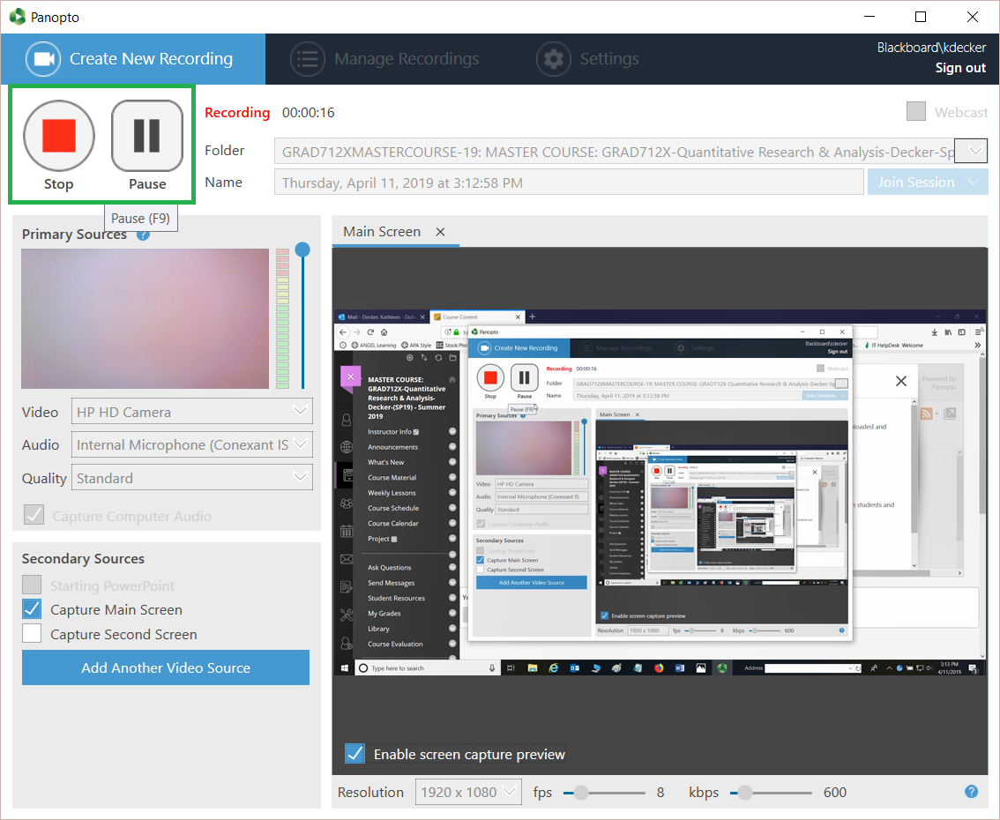 Panopto
Create New Recording
Manage Recordings
Settings
Blackboard\kdecker
Sign out
Stop
Pause
Recording 00:00:16
Webcast
Folder
GRAD712XMASTERCOURSE-19: MASTER COURSE: GRAD712X-Quantitative Research & Analysis-Decker-Sp
Name
Thursday, April 11, 2019 at 3:12:58 PM
Join Session
Pause (F9)
Primary Sources ?
Video HP HD Camera
Audio Internal Microphone (Conexant IS
Quality Standard
Capture Computer Audio
Secondary Sources
Starting PowerPoint
Capture Main Screen
Capture Second Screen
Add Another Video Source
Main Screen
Mail - Decker, Kathleen - Outl
Course Content
ANGEL Learning
APA Style
Stock Pho
IT HelpDesk
Welcome
MASTER COURSE:
GRAD712X-Quantitative
Research & Analysis-
Decker-(SP19) - Summer
2019
Instructor Info
Announcements
What's New
Course Material
Weekly Lessons
Course Schedule
Course Calendar
Project
Ask Questions
Send Messages
Student Resources
My Grades
Library
Course Evaluation
Powered by
Panopto
loaded and
n students and
Panopto
Create New Recording
Manage Recordings
Settings
Blackboard\kdecker
Sign out
Stop
Pause
Recording 00:00:16
Webcast
Folder
GRAD712XMASTERCOURSE-19: MASTER COURSE: GRAD712X-Quantitative Research & Analysis-Decker-Sp
Name
Thursday, April 11, 2019 at 3:12:58 PM
Join Session
Pause (F9)
Primary Sources
Video HP HD Camera
Audio Internal Microphone (Conexant IS
Quality Standard
Capture Computer Audio
Secondary Sources
Starting PowerPoint
Capture Main Screen
Capture Second Screen
Add Another Video Source
Main Screen
Enable screen capture preview
Resolution 1920 x 1080 fps 8 kbps 600
Type here to search
Address
3:13 PM
4/11/2019
Enable screen capture preview
Resolution 1920 x 1080 fps 8 kbps 600 ?